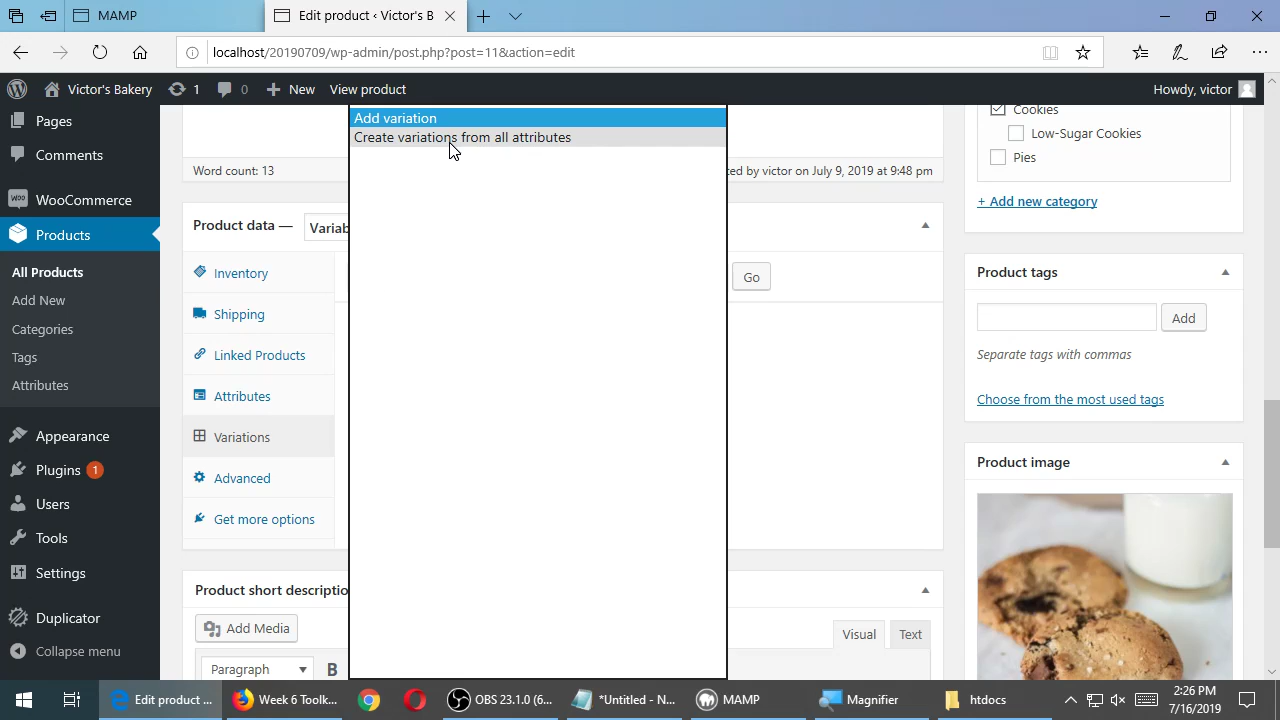 MAMP
Edit product ‹ Victor's B
localhost/20190709/wp-admin/post.php?post=11&action=edit
Victor's Bakery
1
0
New
View product
Howdy, victor
Pages
Comments
WooCommerce
Products
All Products
Add New
Categories
Tags
Attributes
Appearance
Plugins 1
Users
Tools
Settings
Duplicator
Collapse menu
Add variation
Create variations from all attributes
Word count: 13
ed by victor on July 9, 2019 at 9:48 pm
Product data —
Variab
Go
Inventory
Shipping
Linked Products
Attributes
Variations
Advanced
Get more options
Product short descriptio
Add Media
Visual
Text
Paragraph
B
Cookies
Low-Sugar Cookies
Pies
+ Add new category
Product tags
Add
Separate tags with commas
Choose from the most used tags
Product image
Edit product ...
Week 6 Toolk...
OBS 23.1.0 (6...
*Untitled - N...
MAMP
Magnifier
htdocs
2:26 PM
7/16/2019